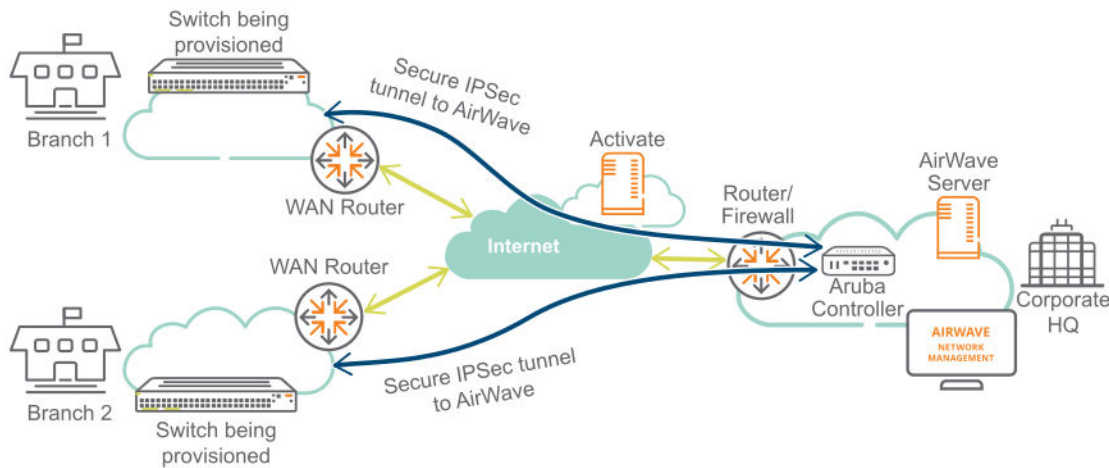 Switch being
provisioned
Branch 1
Secure IPSec
tunnel to AirWave
WAN Router
Activate
AirWave
Server
Router/
Firewall
Internet
WAN Router
Aruba
Controller
Corporate
HQ
AIRWAVE
NETWORK
MANAGEMENT
Secure IPSec tunnel
to AirWave
Branch 2
Switch being
provisioned